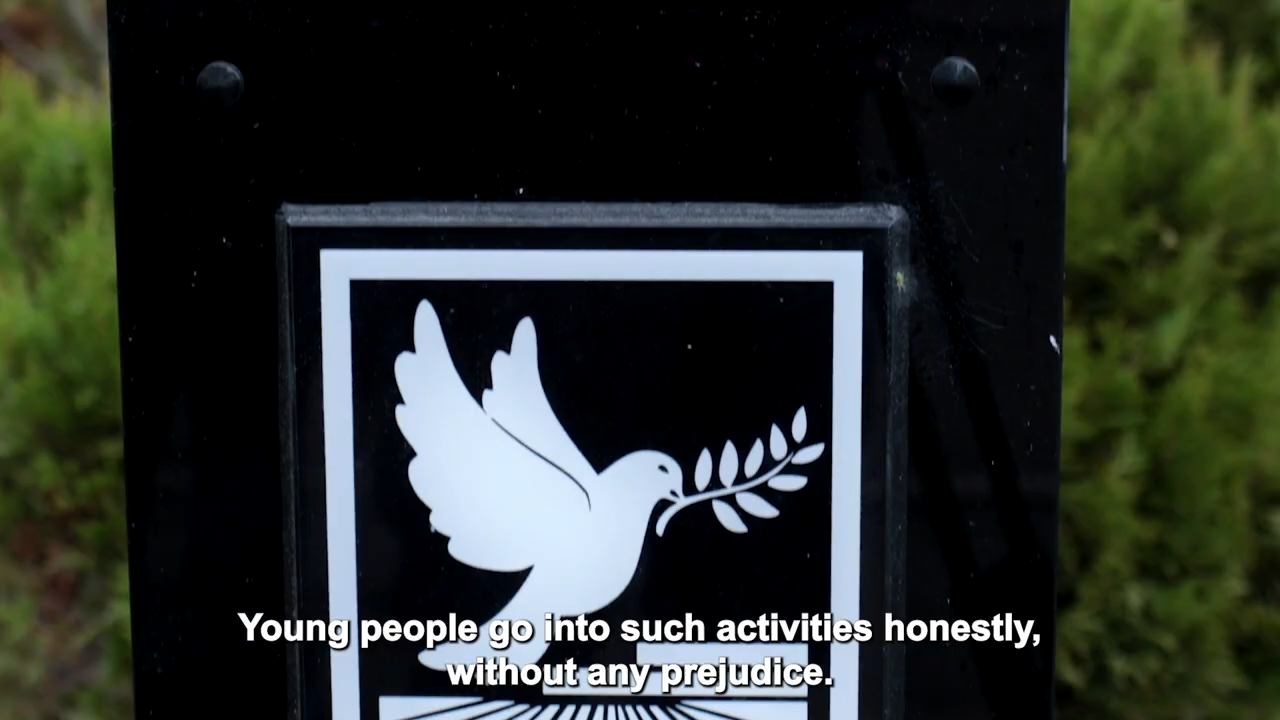 Young people go into such activities honestly,
without any prejudice.